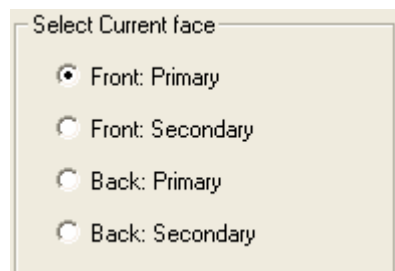 Select Current face
Front: Primary
Front: Secondary
Back: Primary
Back: Secondary